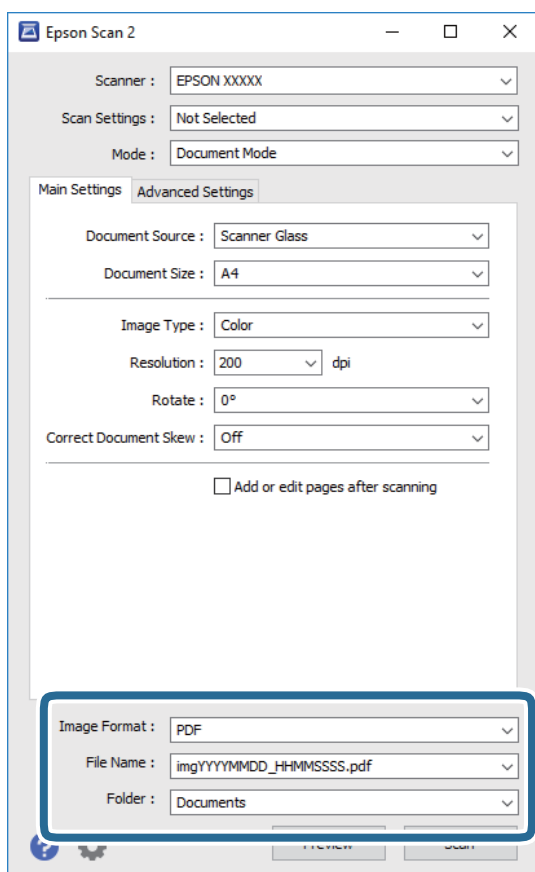 Epson Scan 2
Scanner : EPSON XXXXX
Scan Settings : Not Selected
Mode : Document Mode
Main Settings Advanced Settings
Document Source : Scanner Glass
Document Size : A4
Image Type : Color
Resolution : 200 dpi
Rotate : 0°
Correct Document Skew : Off
Add or edit pages after scanning
Image Format : PDF
File Name : imgYYYYMMDD_HHMMSSSS.pdf
Folder : Documents
? Preview Scan